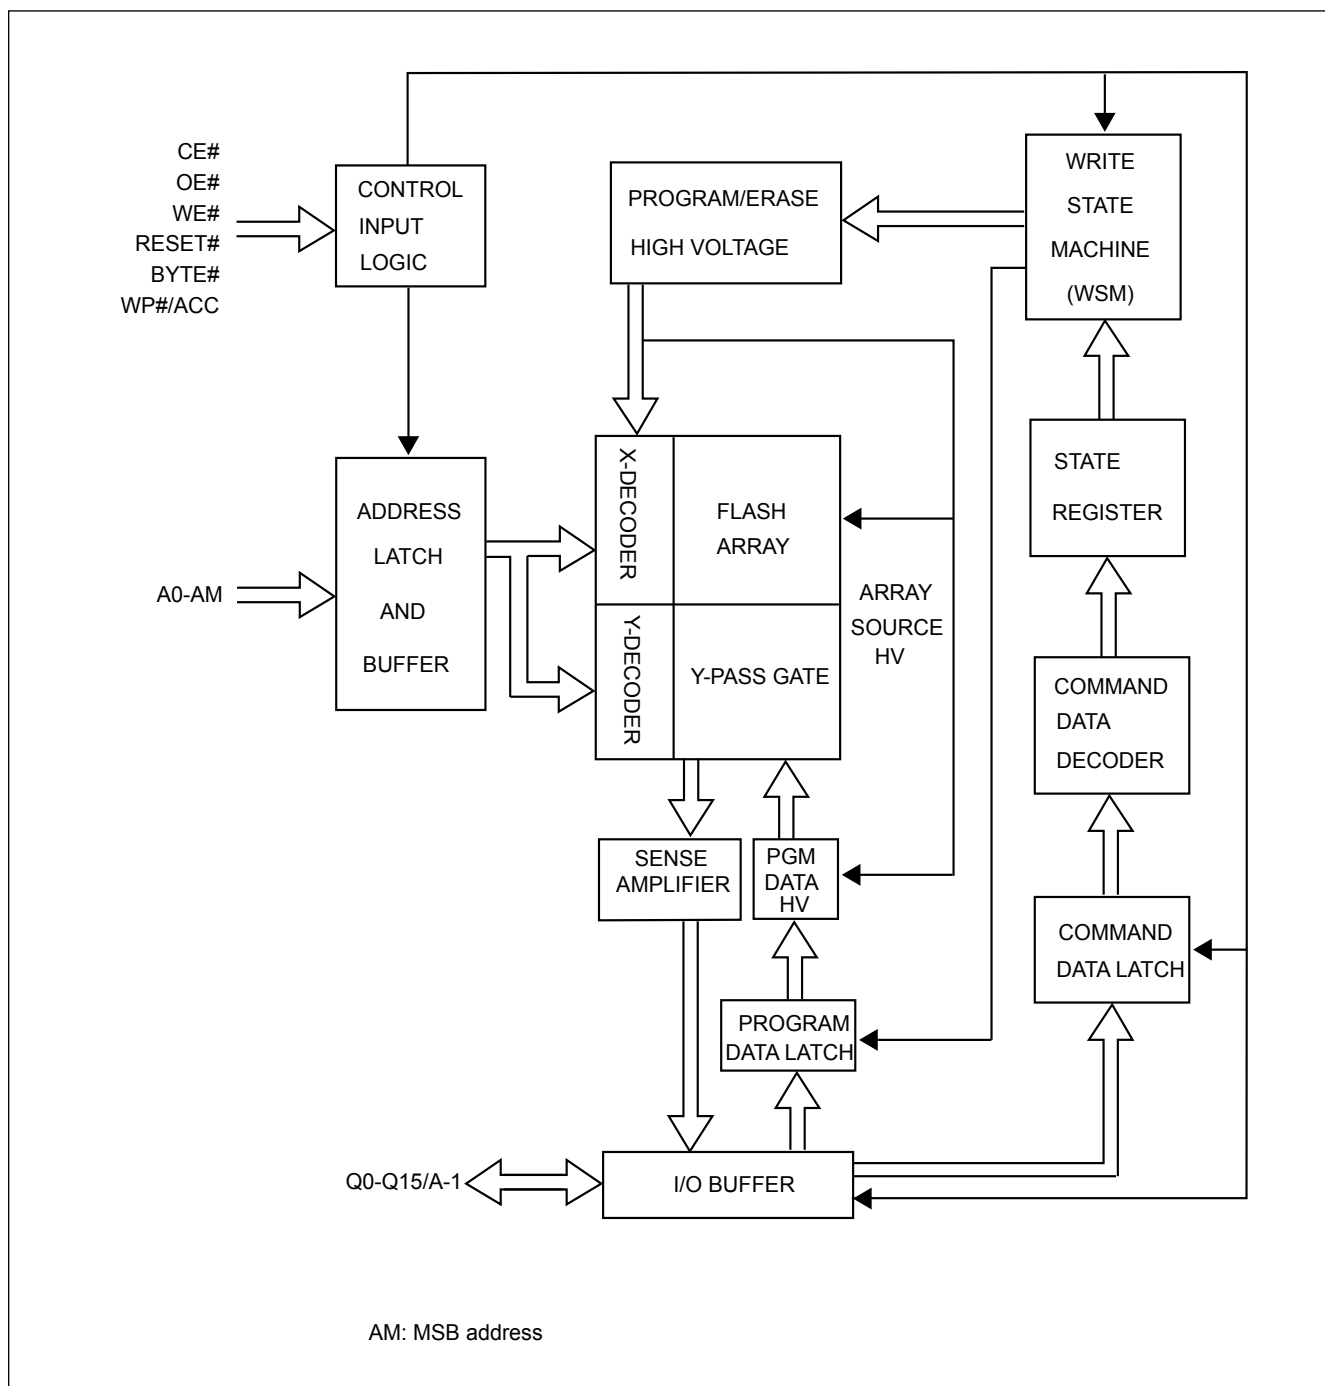 CE#
OE#
WE#
RESET#
BYTE#
WP#/ACC
CONTROL
INPUT
LOGIC
PROGRAM/ERASE
HIGH VOLTAGE
WRITE
STATE
MACHINE
(WSM)
STATE
REGISTER
A0-AM
ADDRESS
LATCH
AND
BUFFER
X-DECODER
FLASH
ARRAY
Y-DECODER
Y-PASS GATE
ARRAY
SOURCE
HV
COMMAND
DATA
DECODER
SENSE
AMPLIFIER
PGM
DATA
HV
COMMAND
DATA LATCH
PROGRAM
DATA LATCH
Q0-Q15/A-1
I/O BUFFER
AM: MSB address